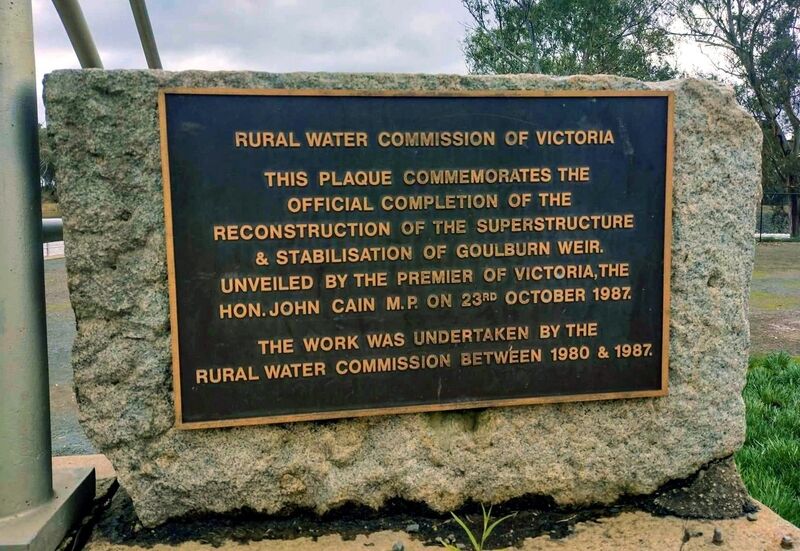 RURAL WATER COMMISSION OF VICTORIA
THIS PLAQUE COMMEMORATES THE
OFFICIAL COMPLETION OF THE
RECONSTRUCTION OF THE SUPERSTRUCTURE
& STABILISATION OF GOULBURN WEIR.
UNVEILED BY THE PREMIER OF VICTORIA, THE
HON. JOHN CAIN M.P. ON 23RD OCTOBER 1987.
THE WORK WAS UNDERTAKEN BY THE
RURAL WATER COMMISSION BETWEEN 1980 & 1987.